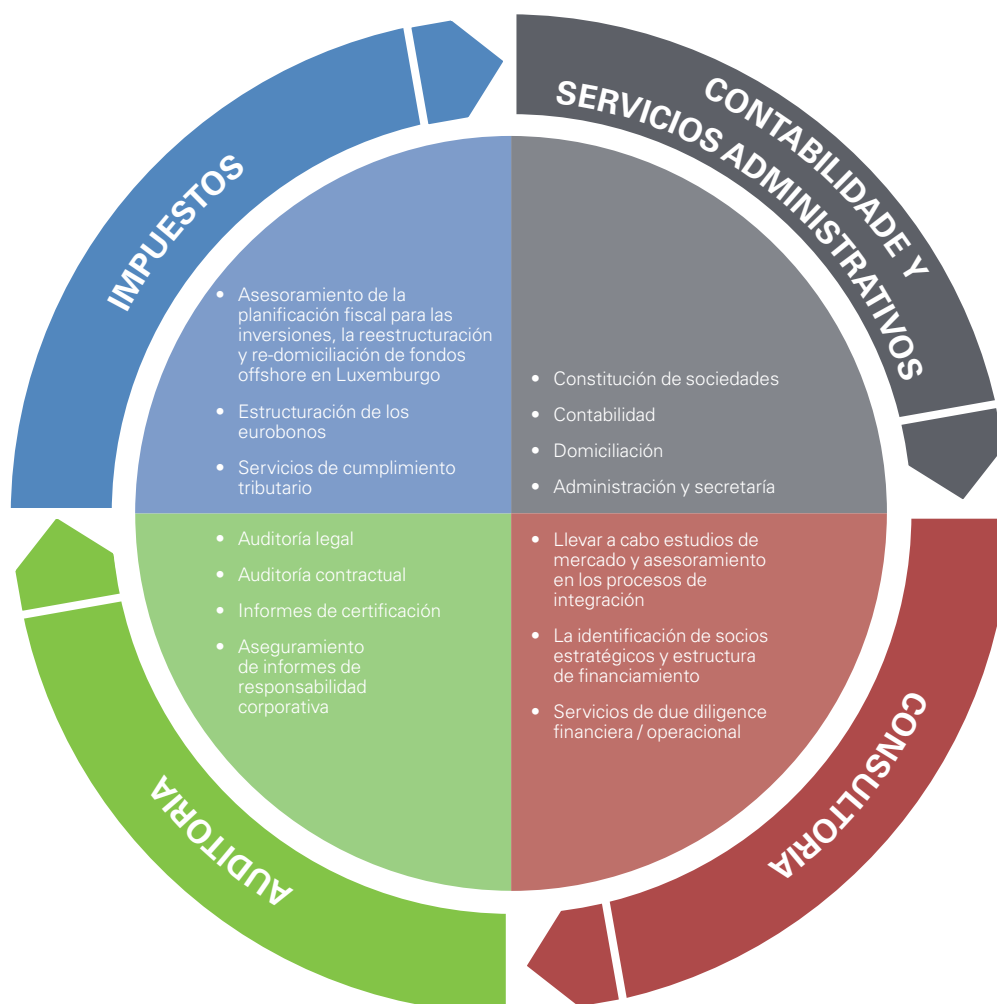 IMPUESTOS
• Asesoramiento de la
planificación fiscal para las
inversiones, la reestructuración
y re-domiciliación de fondos
offshore en Luxemburgo
• Estructuración de los
eurobonos
• Servicios de cumplimiento
tributario
CONTABILIDADE Y
SERVICIOS ADMINISTRATIVOS
• Constitución de sociedades
• Contabilidad
• Domiciliación
• Administración y secretaría
• Auditoría legal
• Auditoría contractual
• Informes de certificación
• Aseguramiento
de informes de
responsabilidad
corporativa
AUDITORIA
• Llevar a cabo estudios de
mercado y asesoramiento
en los procesos de
integración
• La identificación de socios
estratégicos y estructura
de financiamiento
• Servicios de due diligence
financiera / operacional
CONSULTORIA